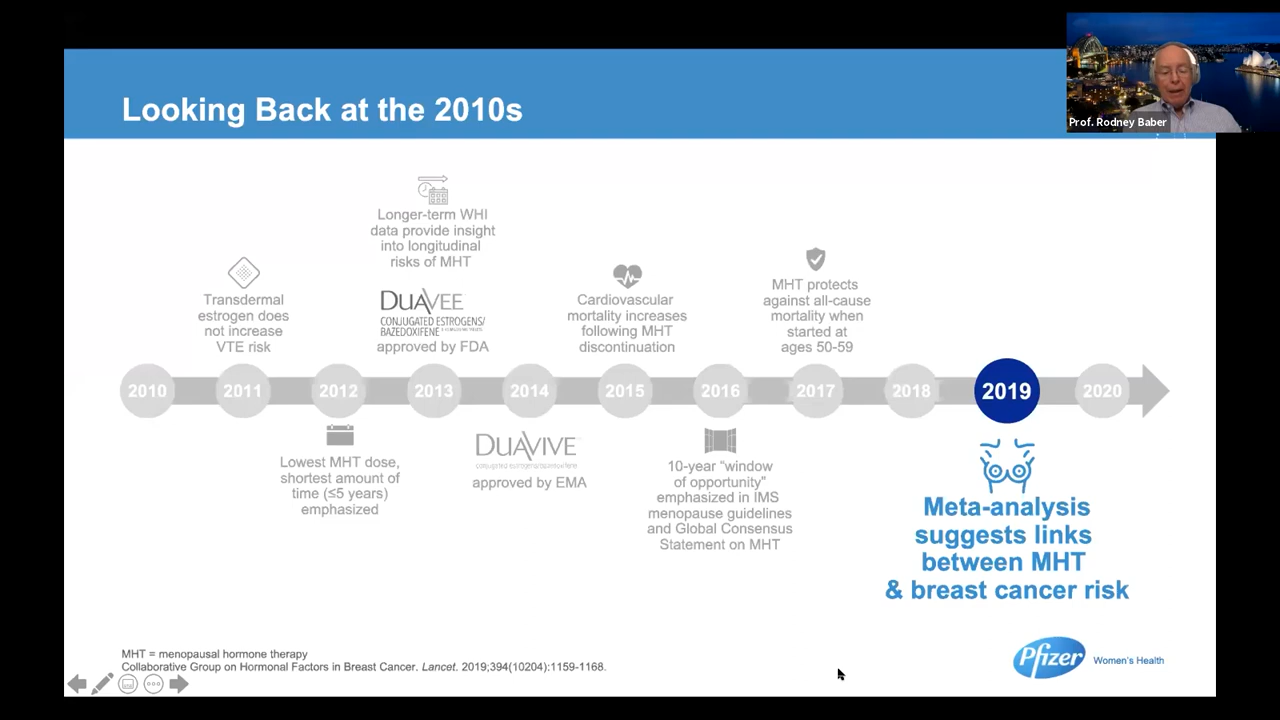 Prof. Rodney Baber
Looking Back at the 2010s
Longer-term WHI
data provide insight
into longitudinal
risks of MHT
Transdermal
estrogen does
not increase
VTE risk
DUAVEE
CONJUGATED ESTROGENS/
BAZEDOXIFENE
approved by FDA
Cardiovascular
mortality increases
following MHT
discontinuation
MHT protects
against all-cause
mortality when
started at
ages 50-59
2010 2011 2012 2013 2014 2015 2016 2017 2018 2019 2020
Lowest MHT dose,
shortest amount of
time (≤5 years)
emphasized
DUAVIVE
conjugated estrogens/bazedoxifene
approved by EMA
10-year “window
of opportunity”
emphasized in IMS
menopause guidelines
and Global Consensus
Statement on MHT
Meta-analysis
suggests links
between MHT
& breast cancer risk
MHT = menopausal hormone therapy
Collaborative Group on Hormonal Factors in Breast Cancer. Lancet. 2019;394(10204):1159-1168.
Pfizer Women's Health